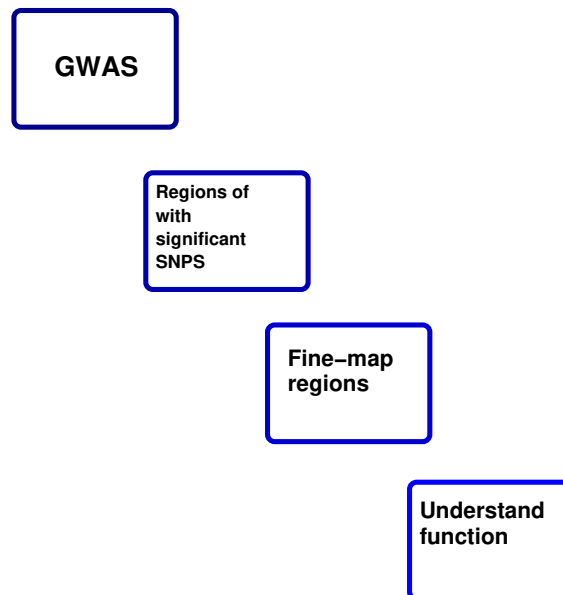 GWAS
Regions of
with
significant
SNPS
Fine−map
regions
Understand
function